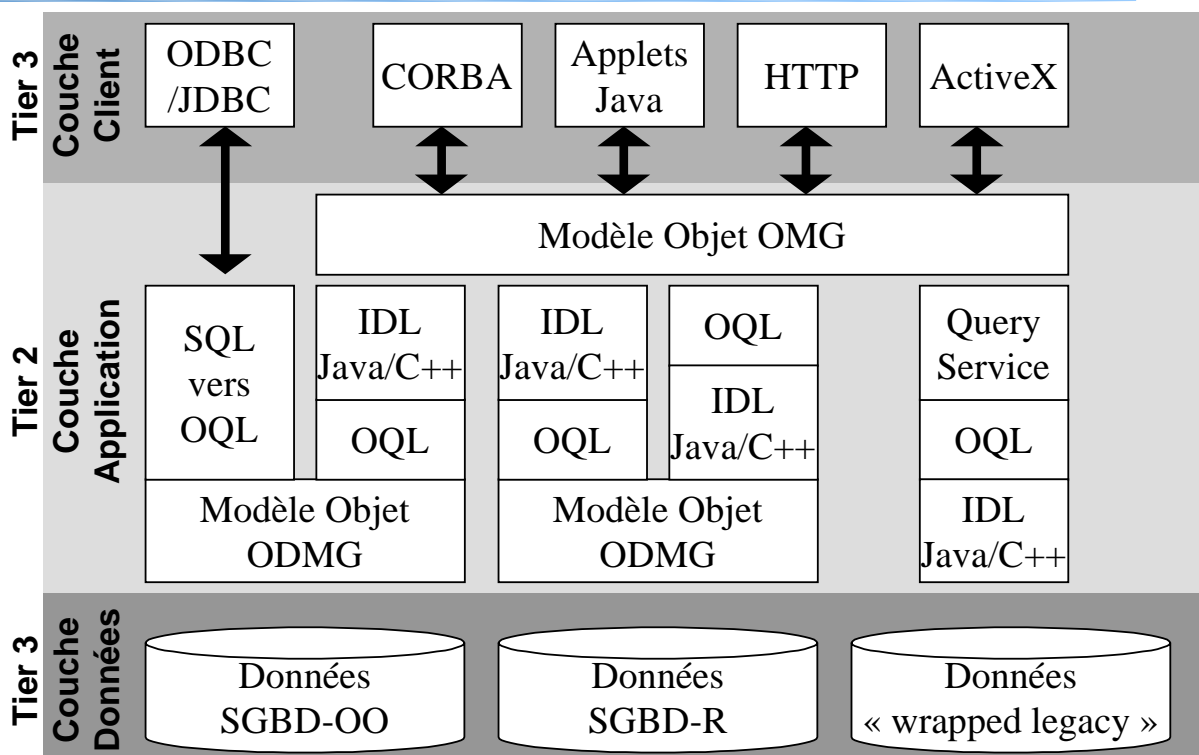 Tier 3
Couche
Client
ODBC
/JDBC
CORBA
Applets
Java
HTTP
ActiveX
Tier 2
Couche
Application
Modèle Objet OMG
SQL
vers
OQL
IDL
Java/C++
OQL
Modèle Objet
ODMG
IDL
Java/C++
OQL
OQL
IDL
Java/C++
Modèle Objet
ODMG
Query
Service
OQL
IDL
Java/C++
Tier 3
Couche
Données
Données
SGBD-OO
Données
SGBD-R
Données
« wrapped legacy »